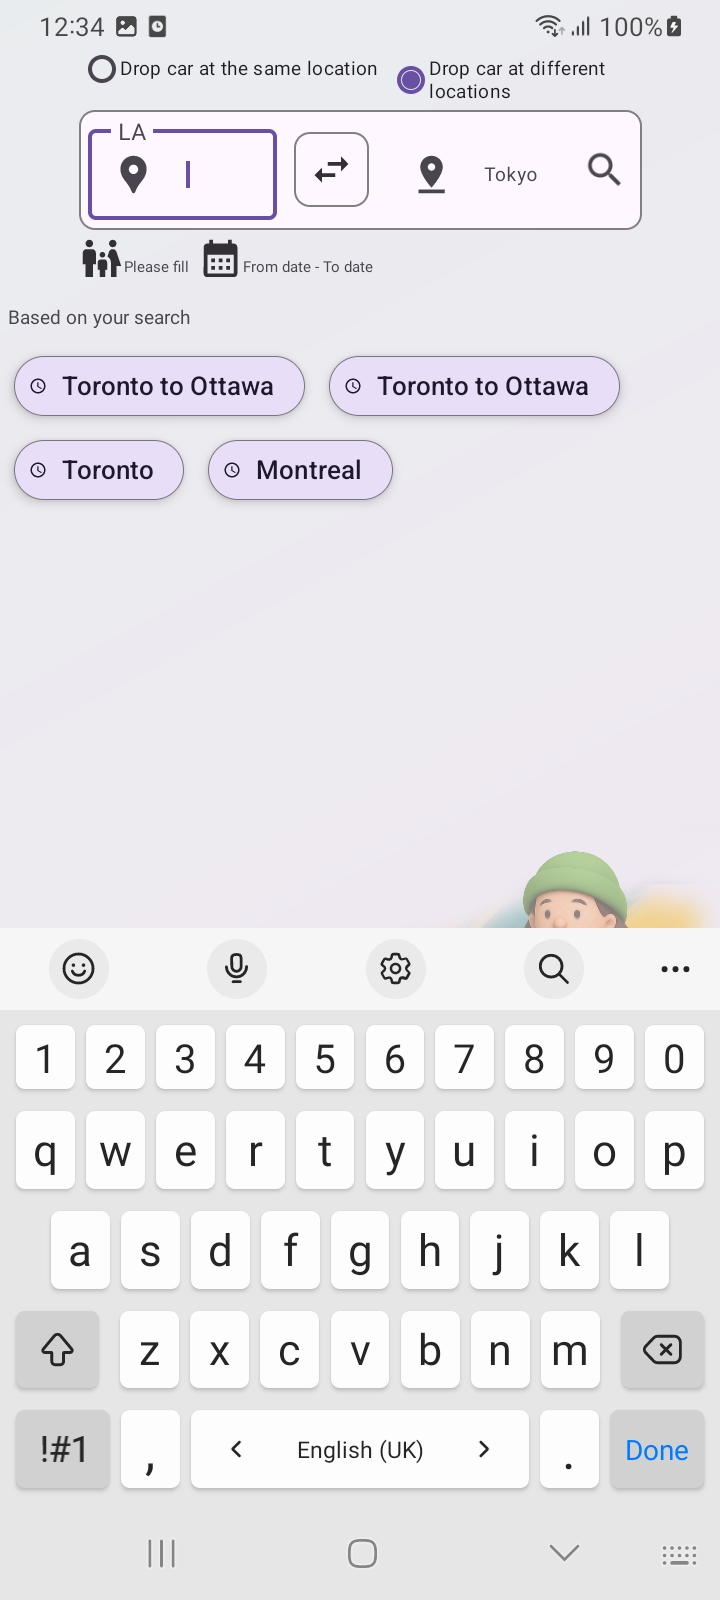 12:34 100%
Drop car at the same location
Drop car at different
locations
LA
Tokyo
Please fill From date - To date
Based on your search
Toronto to Ottawa Toronto to Ottawa
Toronto Montreal
1 2 3 4 5 6 7 8 9 0
q w e r t y u i o p
a s d f g h j k l
z x c v b n m
!#1 , English (UK) . Done